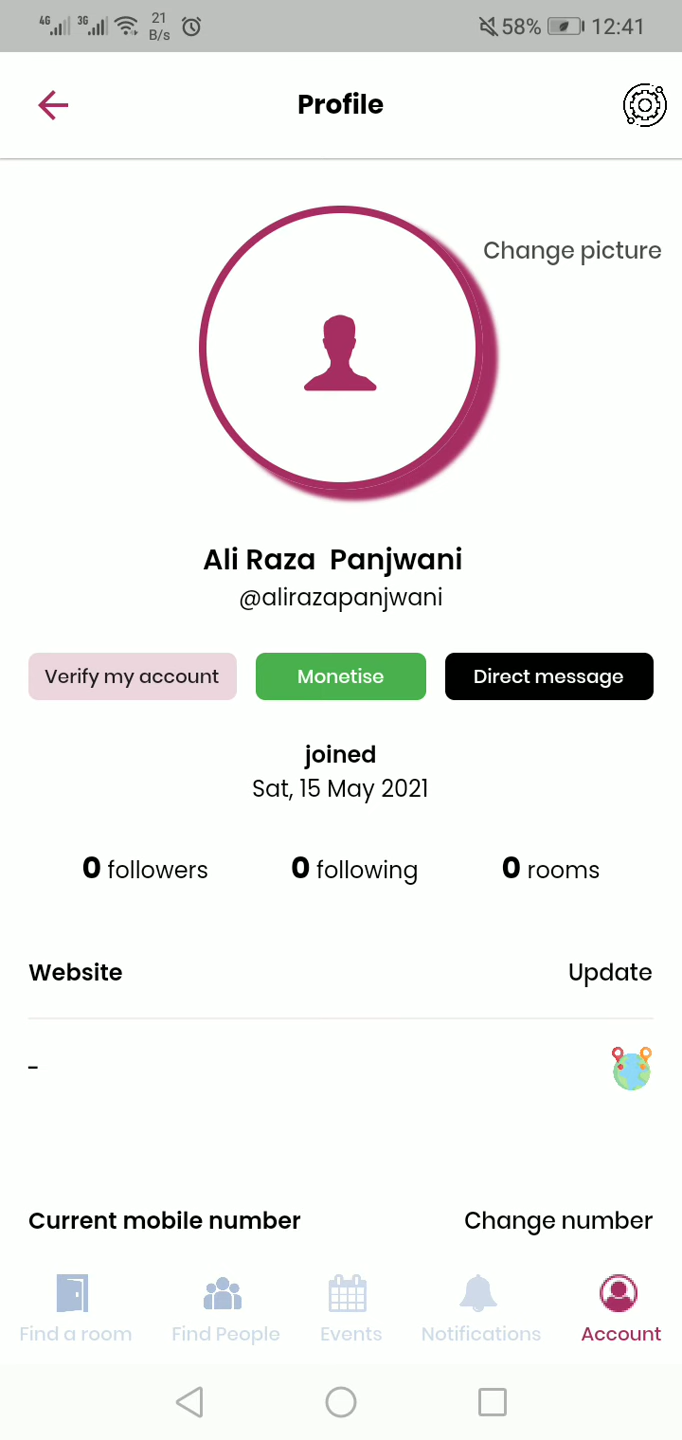 4G 3G 21 B/s 58% 12:41
Profile
Change picture
Ali Raza  Panjwani
@alirazapanjwani
Verify my account Monetise Direct message
joined
Sat, 15 May 2021
0 followers 0 following 0 rooms
Website Update
-
Current mobile number Change number
Find a room Find People Events Notifications Account